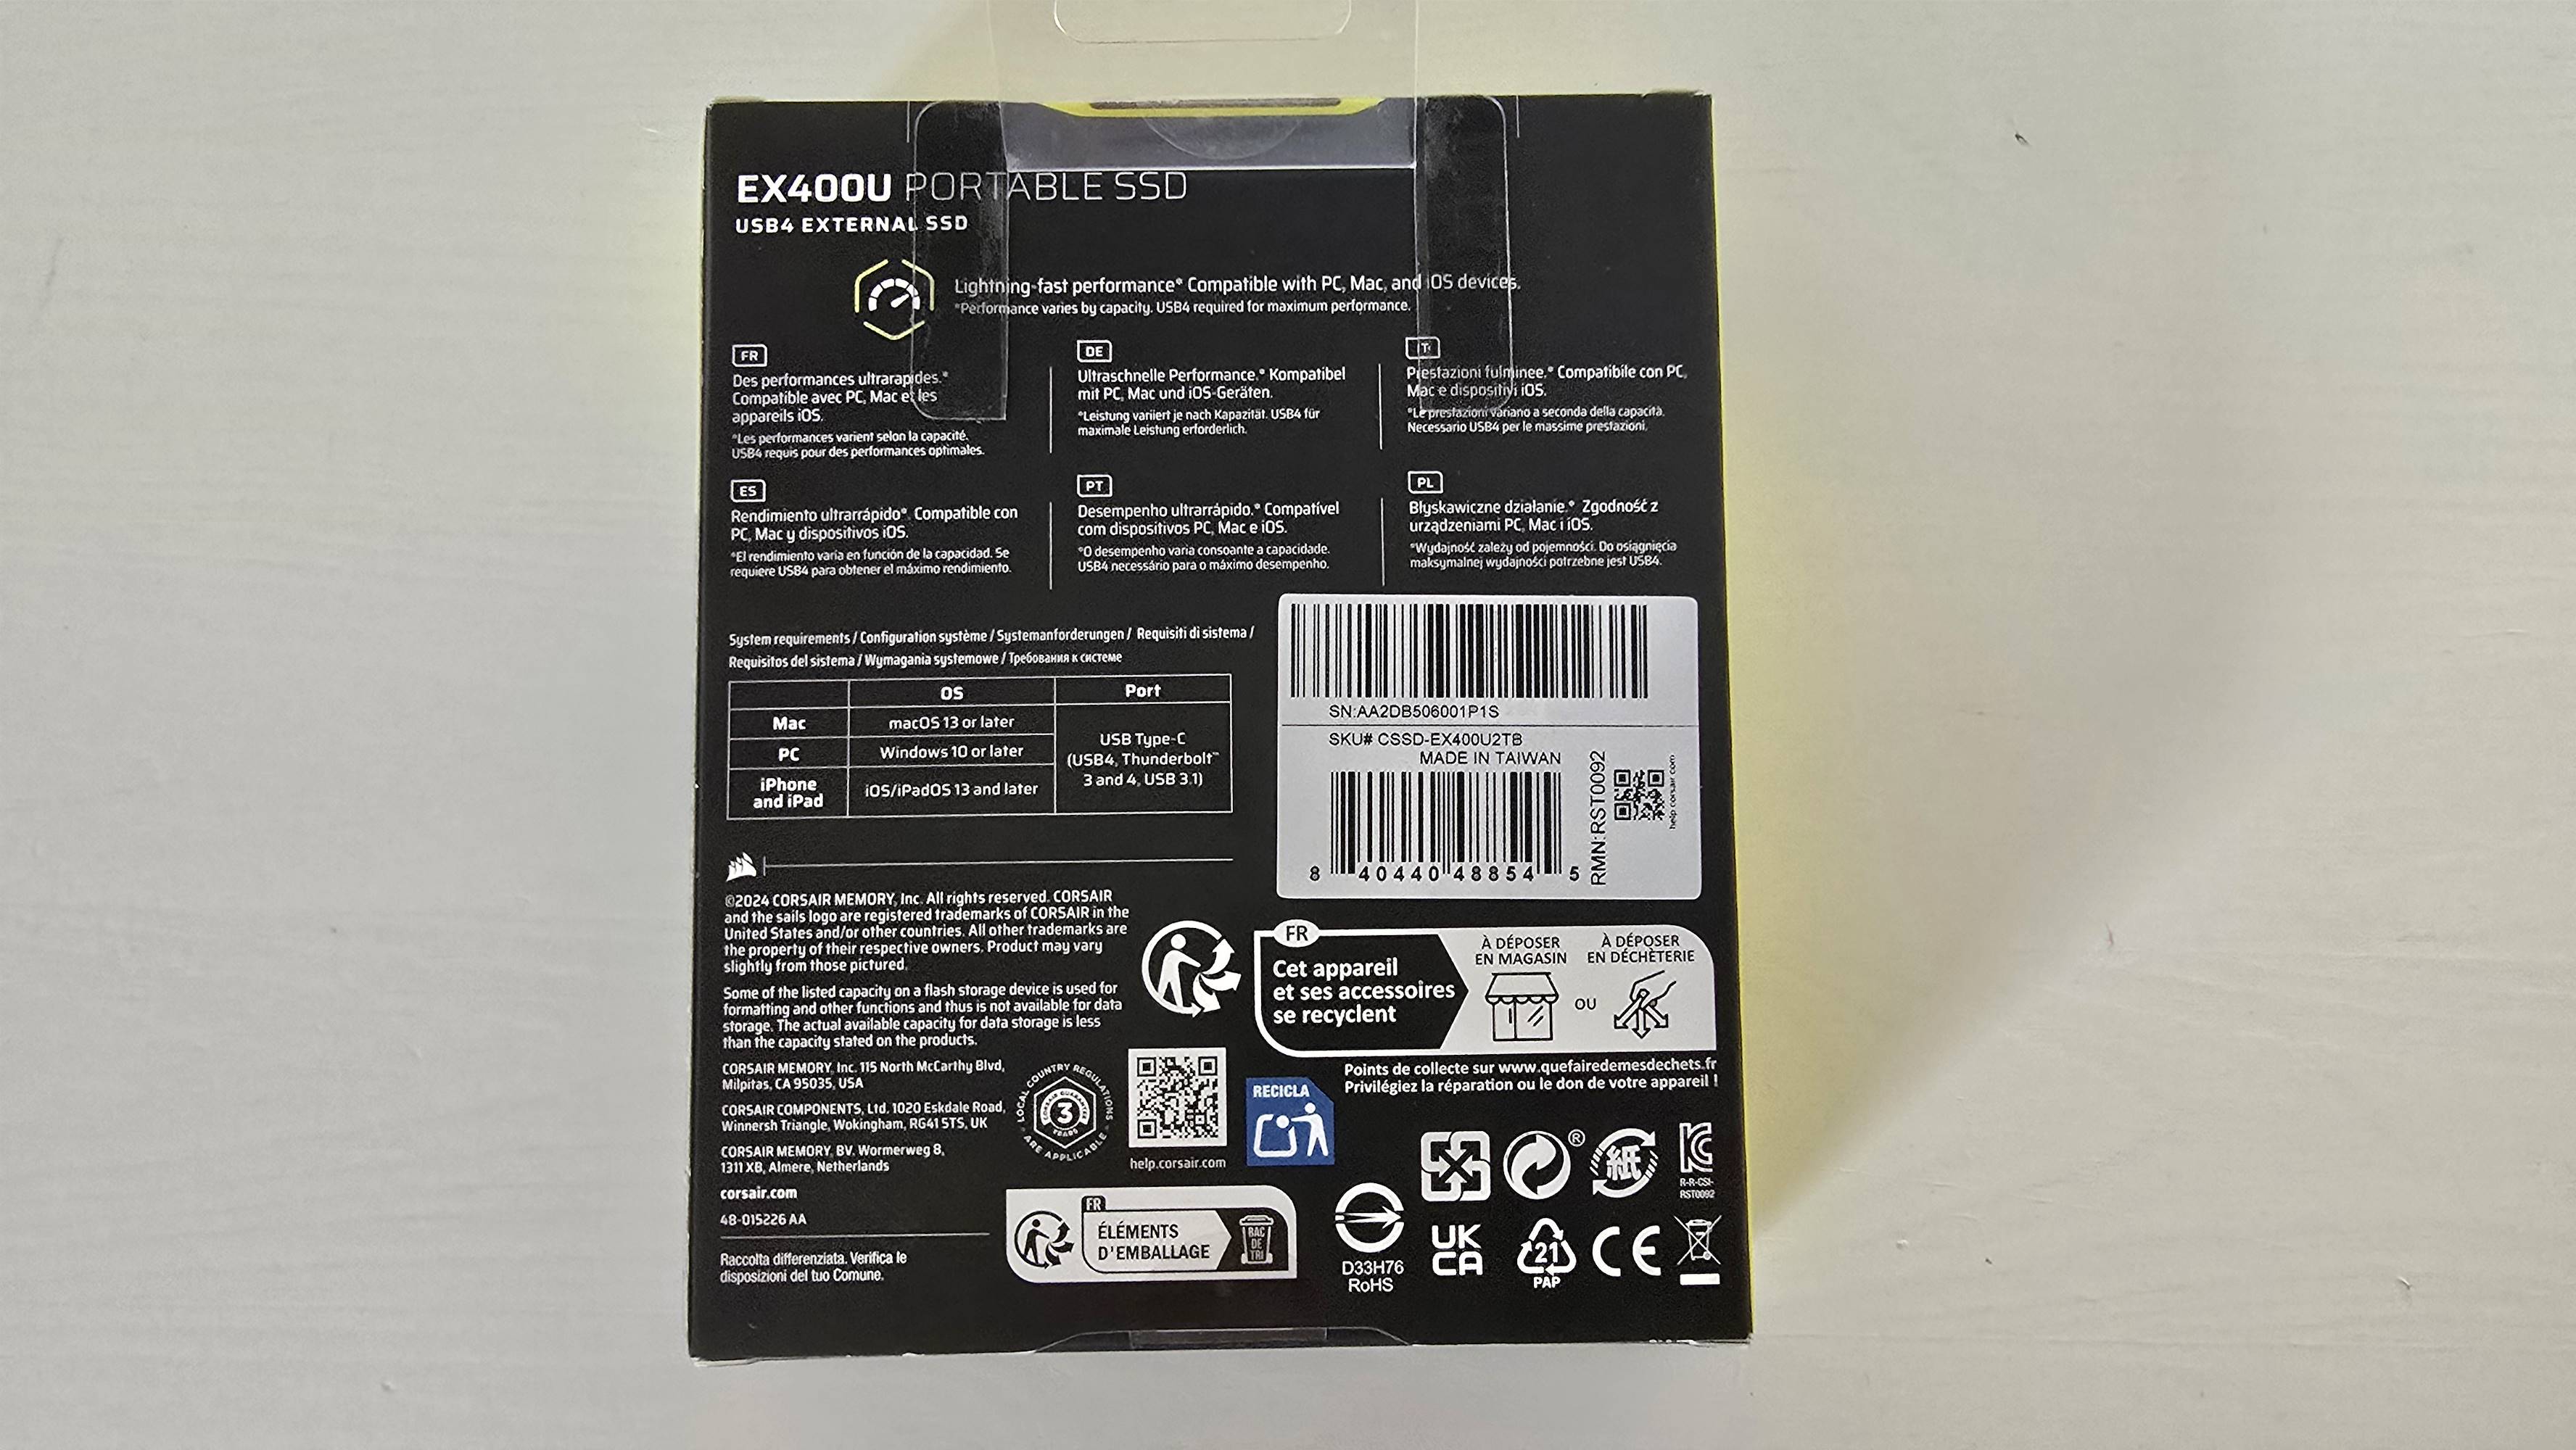 EX400U PORTABLE SSD
USB4 EXTERNAL SSD
Lightning-fast performance* Compatible with PC, Mac, and iOS devices.
*Performance varies by capacity. USB4 required for maximum performance.
FR
Des performances ultrarapides.*
Compatible avec PC, Mac et les
appareils iOS.
*Les performances varient selon la capacité.
USB4 requis pour des performances optimales.
DE
Ultraschnelle Performance.* Kompatibel
mit PC, Mac und iOS-Geräten.
*Leistung variiert je nach Kapazität. USB4 für
maximale Leistung erforderlich.
IT
Prestazioni fulminee.* Compatibile con PC,
Mac e dispositivi iOS.
*Le prestazioni variano a seconda della capacità.
Necessario USB4 per le massime prestazioni.
ES
Rendimiento ultrarrápido*. Compatible con
PC, Mac y dispositivos iOS.
*El rendimiento varía en función de la capacidad. Se
requiere USB4 para obtener el máximo rendimiento.
PT
Desempenho ultrarrápido.* Compatível
com dispositivos PC, Mac e iOS.
*O desempenho varia consoante a capacidade.
USB4 necessário para o máximo desempenho.
PL
Błyskawiczne działanie.* Zgodność z
urządzeniami PC, Mac i iOS.
*Wydajność zależy od pojemności. Do osiągnięcia
maksymalnej wydajności potrzebne jest USB4.
System requirements / Configuration système / Systemanforderungen / Requisiti di sistema /
Requisitos del sistema / Wymagania systemowe / Требования к системе
OS Port
Mac macOS 13 or later
PC Windows 10 or later
iPhone
and iPad iOS/iPadOS 13 and later
USB Type-C
(USB4, Thunderbolt™
3 and 4, USB 3.1)
SN:AA2DB506001P1S
SKU# CSSD-EX400U2TB
MADE IN TAIWAN
8 40440 48854 5
RMN:RST0092
help.corsair.com
©2024 CORSAIR MEMORY, Inc. All rights reserved. CORSAIR
and the sails logo are registered trademarks of CORSAIR in the
United States and/or other countries. All other trademarks are
the property of their respective owners. Product may vary
slightly from those pictured.
Some of the listed capacity on a flash storage device is used for
formatting and other functions and thus is not available for data
storage. The actual available capacity for data storage is less
than the capacity stated on the products.
CORSAIR MEMORY, Inc. 115 North McCarthy Blvd,
Milpitas, CA 95035, USA
CORSAIR COMPONENTS, Ltd. 1020 Eskdale Road,
Winnersh Triangle, Wokingham, RG41 5TS, UK
CORSAIR MEMORY, BV. Wormerweg 8,
1311 XB, Almere, Netherlands
corsair.com
48-015226 AA
Raccolta differenziata. Verifica le
disposizioni del tuo Comune.
LOCAL COUNTRY REGULATIONS
ARE APPLICABLE
3
YEARS
help.corsair.com
FR
Cet appareil
et ses accessoires
se recyclent
À DÉPOSER
EN MAGASIN
OU
À DÉPOSER
EN DÉCHÈTERIE
Points de collecte sur www.quefairedemesdechets.fr
Privilégiez la réparation ou le don de votre appareil !
RECICLA
FR
ÉLÉMENTS
D'EMBALLAGE
BAC
DE
TRI
D33H76
RoHS
®
紙
R-R-CSI-
RST0092
UK
CA
21
PAP
CE